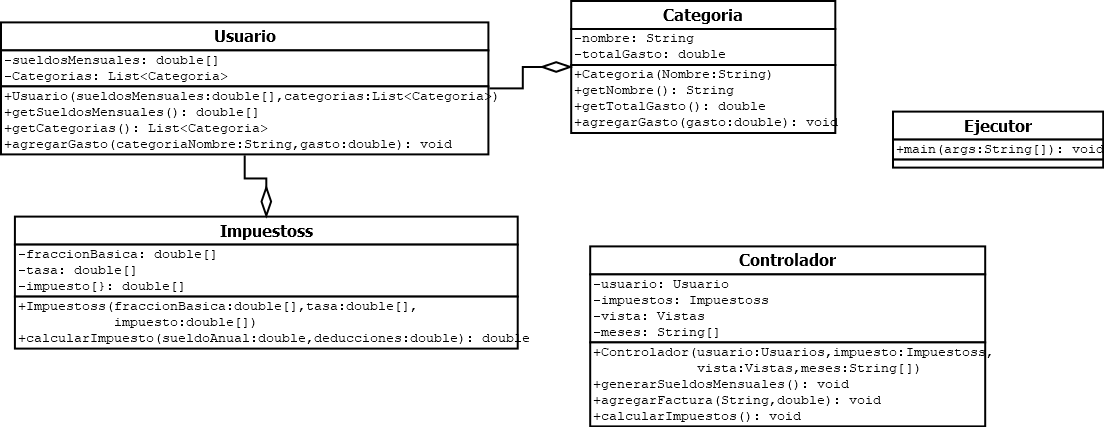 Usuario
-sueldosMensuales: double[]
-Categorias: List<Categoria>
+Usuario(sueldosMensuales:double[],categorias:List<Categoria>)
+getSueldosMensuales(): double[]
+getCategorias(): List<Categoria>
+agregarGasto(categoriaNombre:String,gasto:double): void
Categoria
-nombre: String
-totalGasto: double
+Categoria(Nombre:String)
+getNombre(): String
+getTotalGasto(): double
+agregarGasto(gasto:double): void
Ejecutor
+main(args:String[]): void
Impuestoss
-fraccionBasica: double[]
-tasa: double[]
-impuesto[}: double[]
+Impuestoss(fraccionBasica:double[],tasa:double[],
impuesto:double[])
+calcularImpuesto(sueldoAnual:double,deducciones:double): double
Controlador
-usuario: Usuario
-impuestos: Impuestoss
-vista: Vistas
-meses: String[]
+Controlador(usuario:Usuarios,impuesto:Impuestoss,
vista:Vistas,meses:String[])
+generarSueldosMensuales(): void
+agregarFactura(String,double): void
+calcularImpuestos(): void